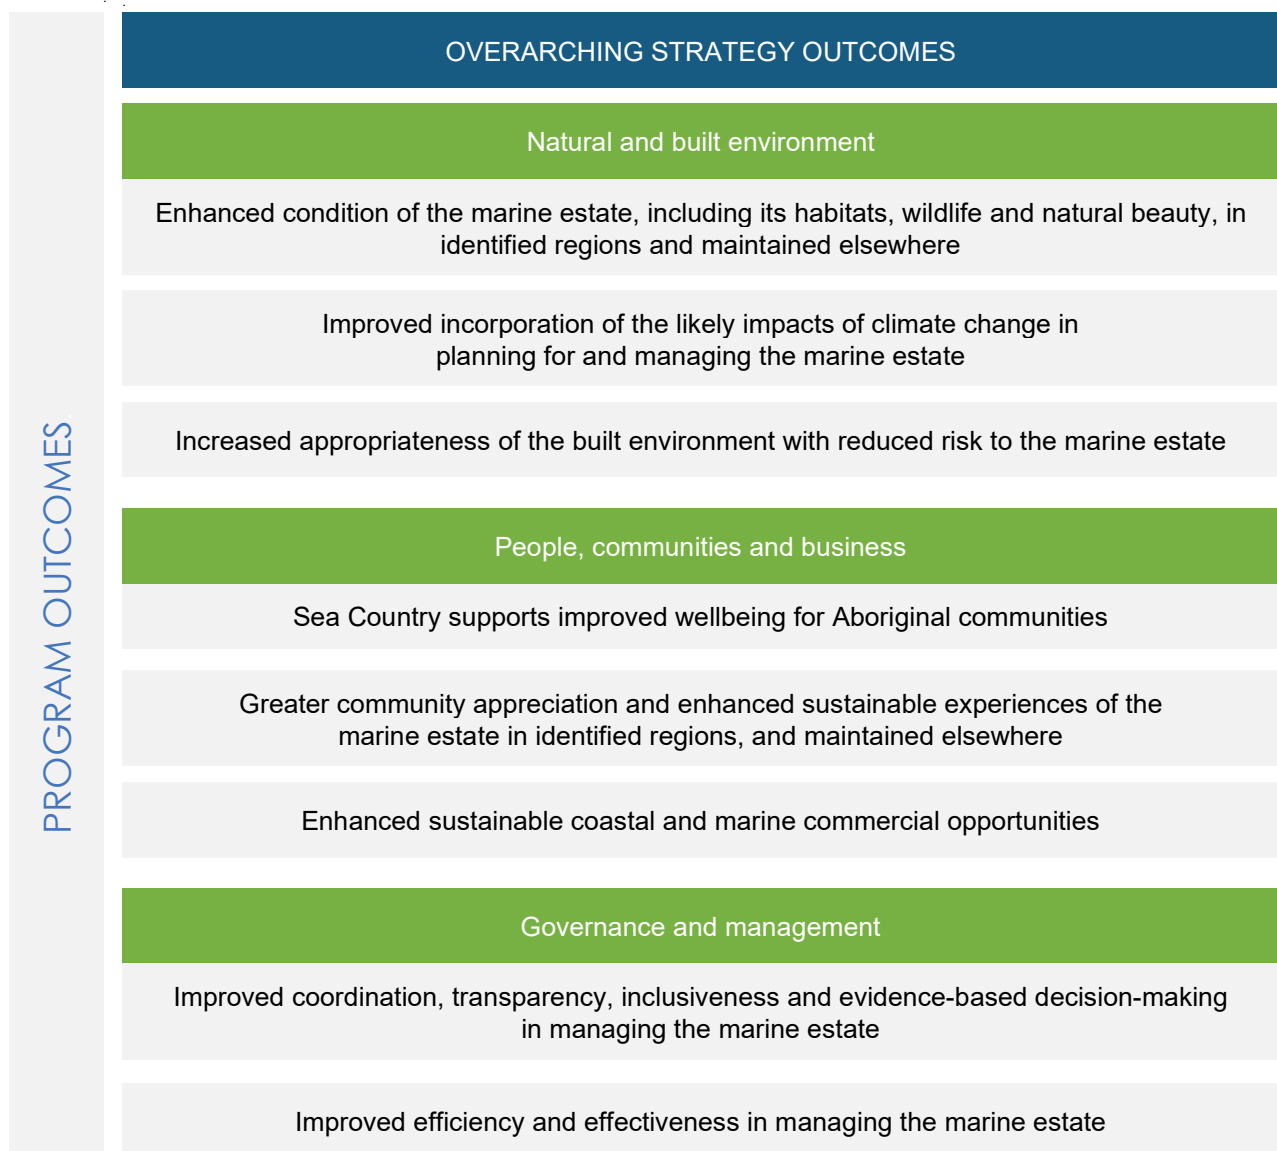 OVERARCHING STRATEGY OUTCOMES
Natural and built environment
Enhanced condition of the marine estate, including its habitats, wildlife and natural beauty, in
identified regions and maintained elsewhere
Improved incorporation of the likely impacts of climate change in
planning for and managing the marine estate
Increased appropriateness of the built environment with reduced risk to the marine estate
People, communities and business
Sea Country supports improved wellbeing for Aboriginal communities
Greater community appreciation and enhanced sustainable experiences of the
marine estate in identified regions, and maintained elsewhere
Enhanced sustainable coastal and marine commercial opportunities
Governance and management
Improved coordination, transparency, inclusiveness and evidence-based decision-making
in managing the marine estate
Improved efficiency and effectiveness in managing the marine estate
PROGRAM OUTCOMES